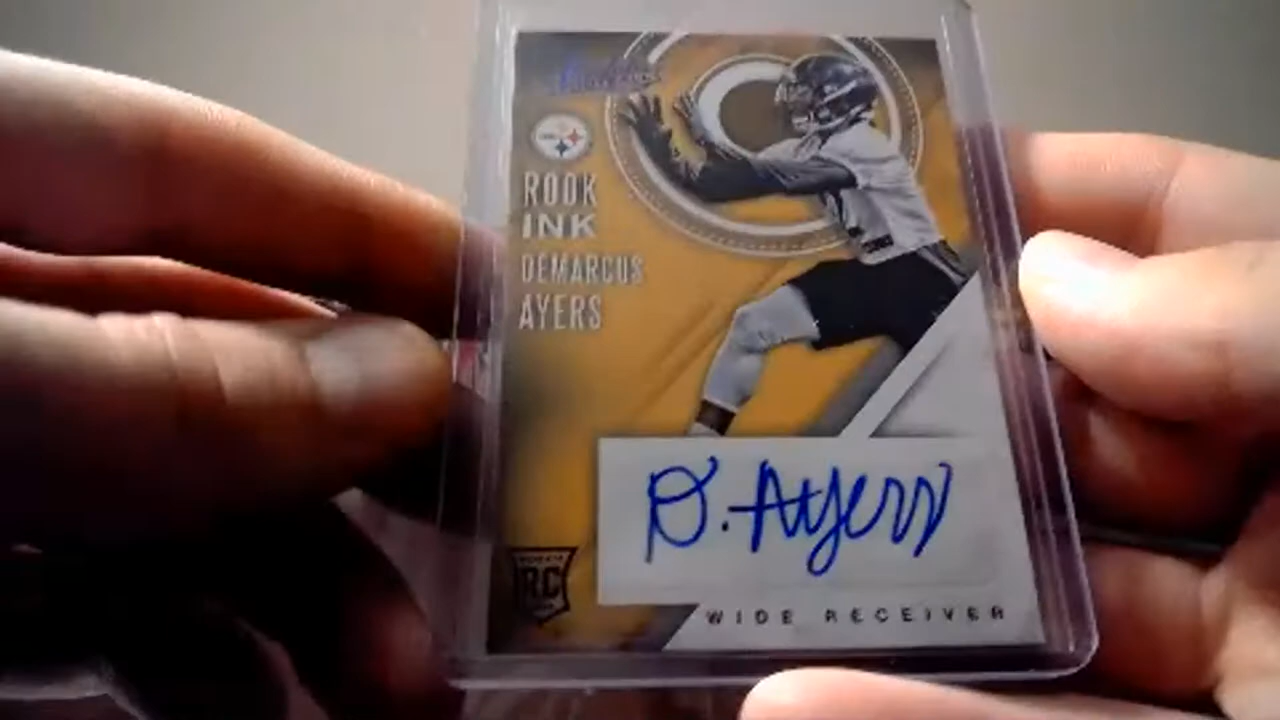 ROOK
INK
DEMARCUS
AYERS
D. Ayers
RC
WIDE RECEIVER